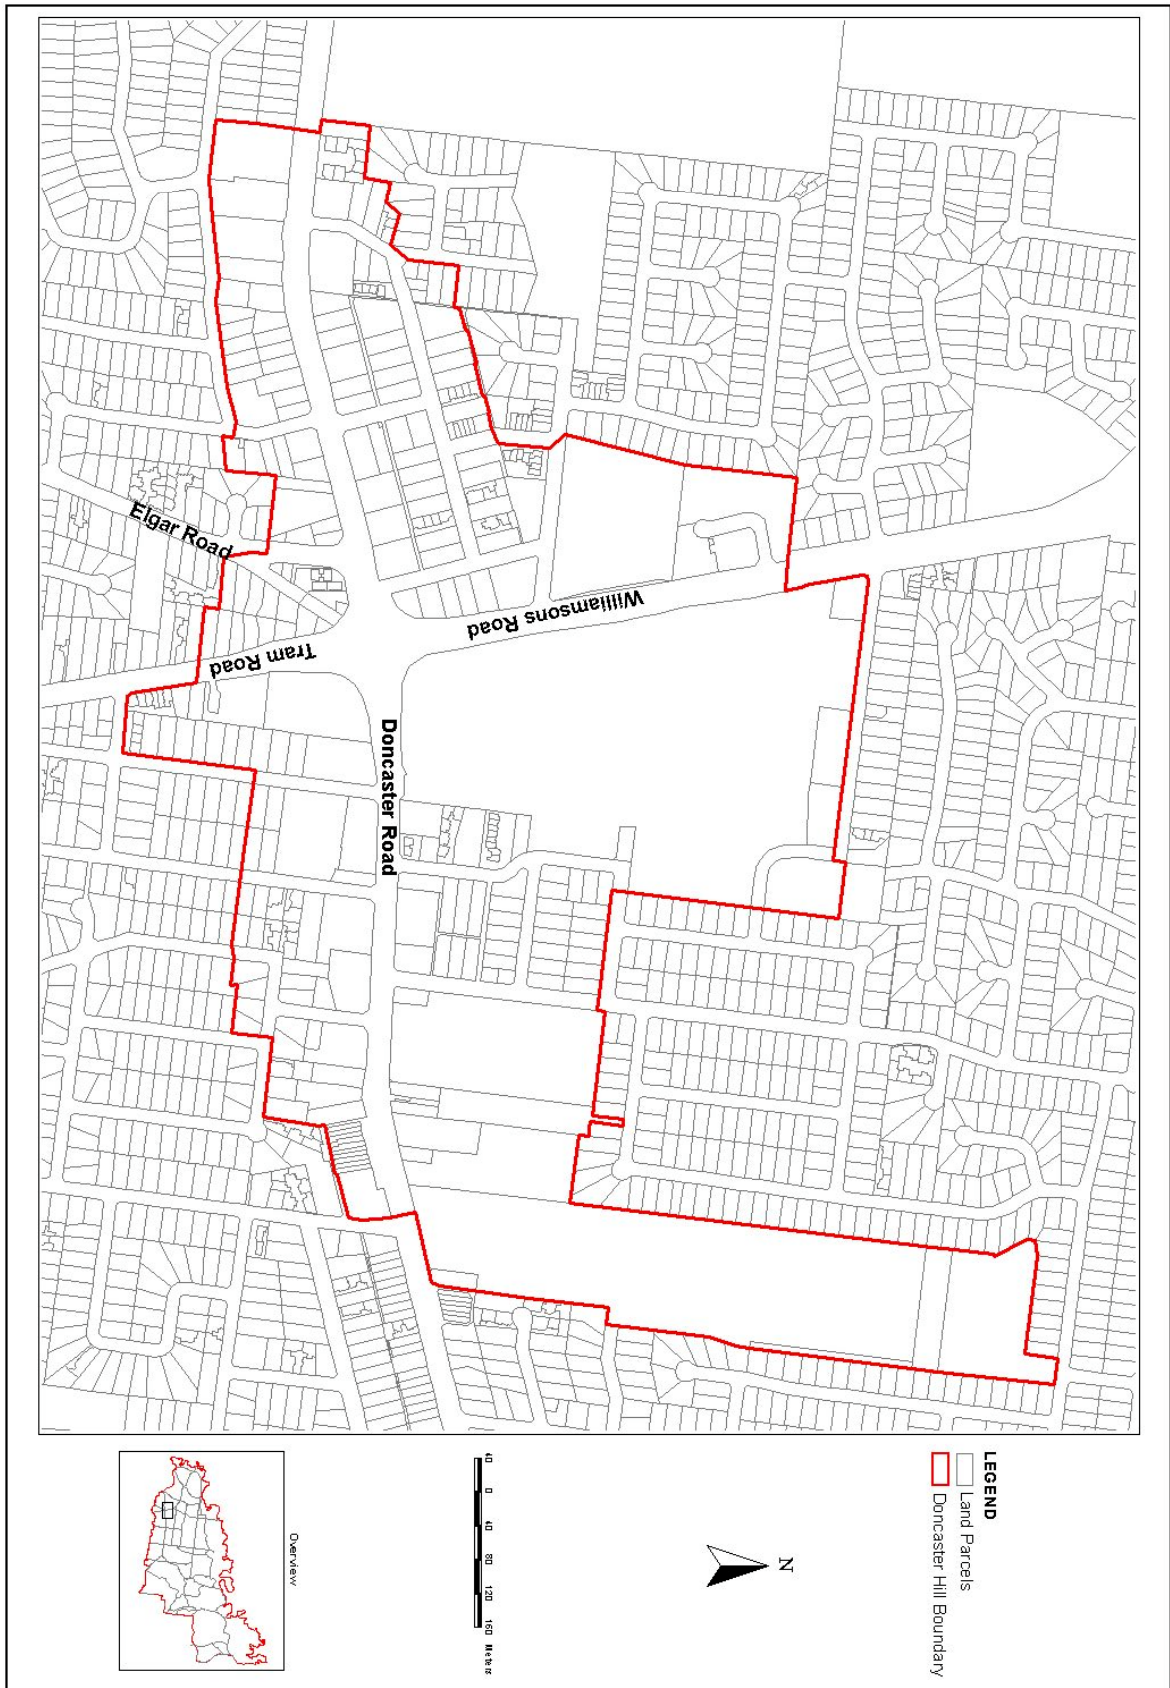 Elgar Road
Tram Road
Williamsons Road
Doncaster Road
LEGEND
Land Parcels
Doncaster Hill Boundary
N
40 0 40 80 120 160 Meters
Overview